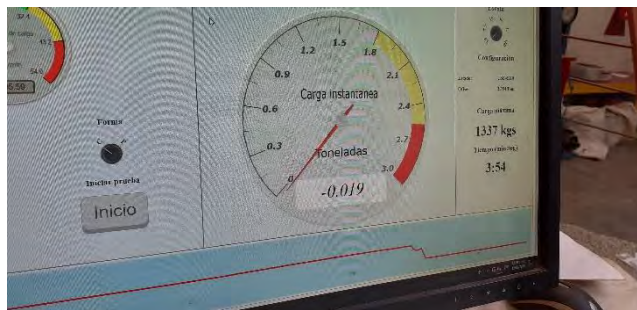 Forma
Iniciar prueba
Inicio
1.5
1.2
1.8
0.9
2.1
Carga instantanea
0.6
2.4
0.3
2.7
Toneladas
0
3.0
-0.019
Configuración
Carga máxima
1337 kgs
3:54